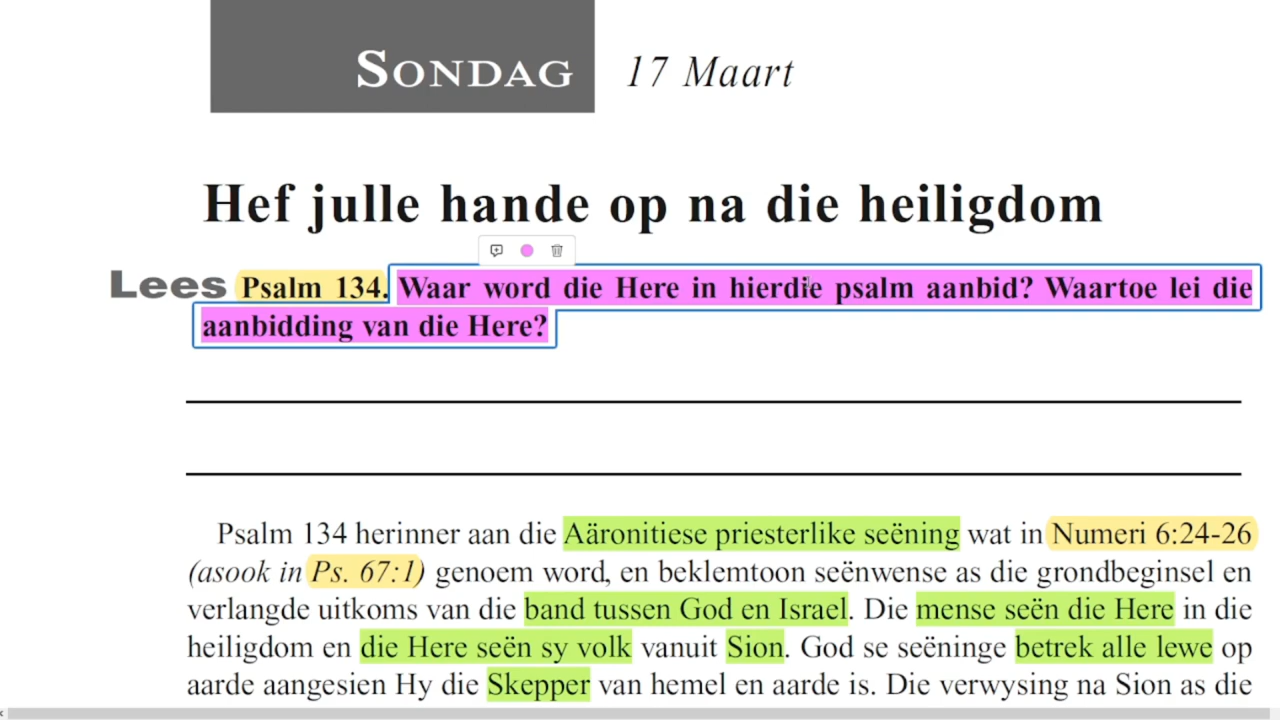 SONDAG 17 Maart
Hef julle hande op na die heiligdom
Lees Psalm 134. Waar word die Here in hierdie psalm aanbid? Waartoe lei die
aanbidding van die Here?
Psalm 134 herinner aan die Aäronitiese priesterlike seëning wat in Numeri 6:24-26
(asook in Ps. 67:1) genoem word, en beklemtoon seënwense as die grondbeginsel en
verlangde uitkoms van die band tussen God en Israel. Die mense seën die Here in die
heiligdom en die Here seën sy volk vanuit Sion. God se seëninge betrek alle lewe op
aarde aangesien Hy die Skepper van hemel en aarde is. Die verwysing na Sion as die